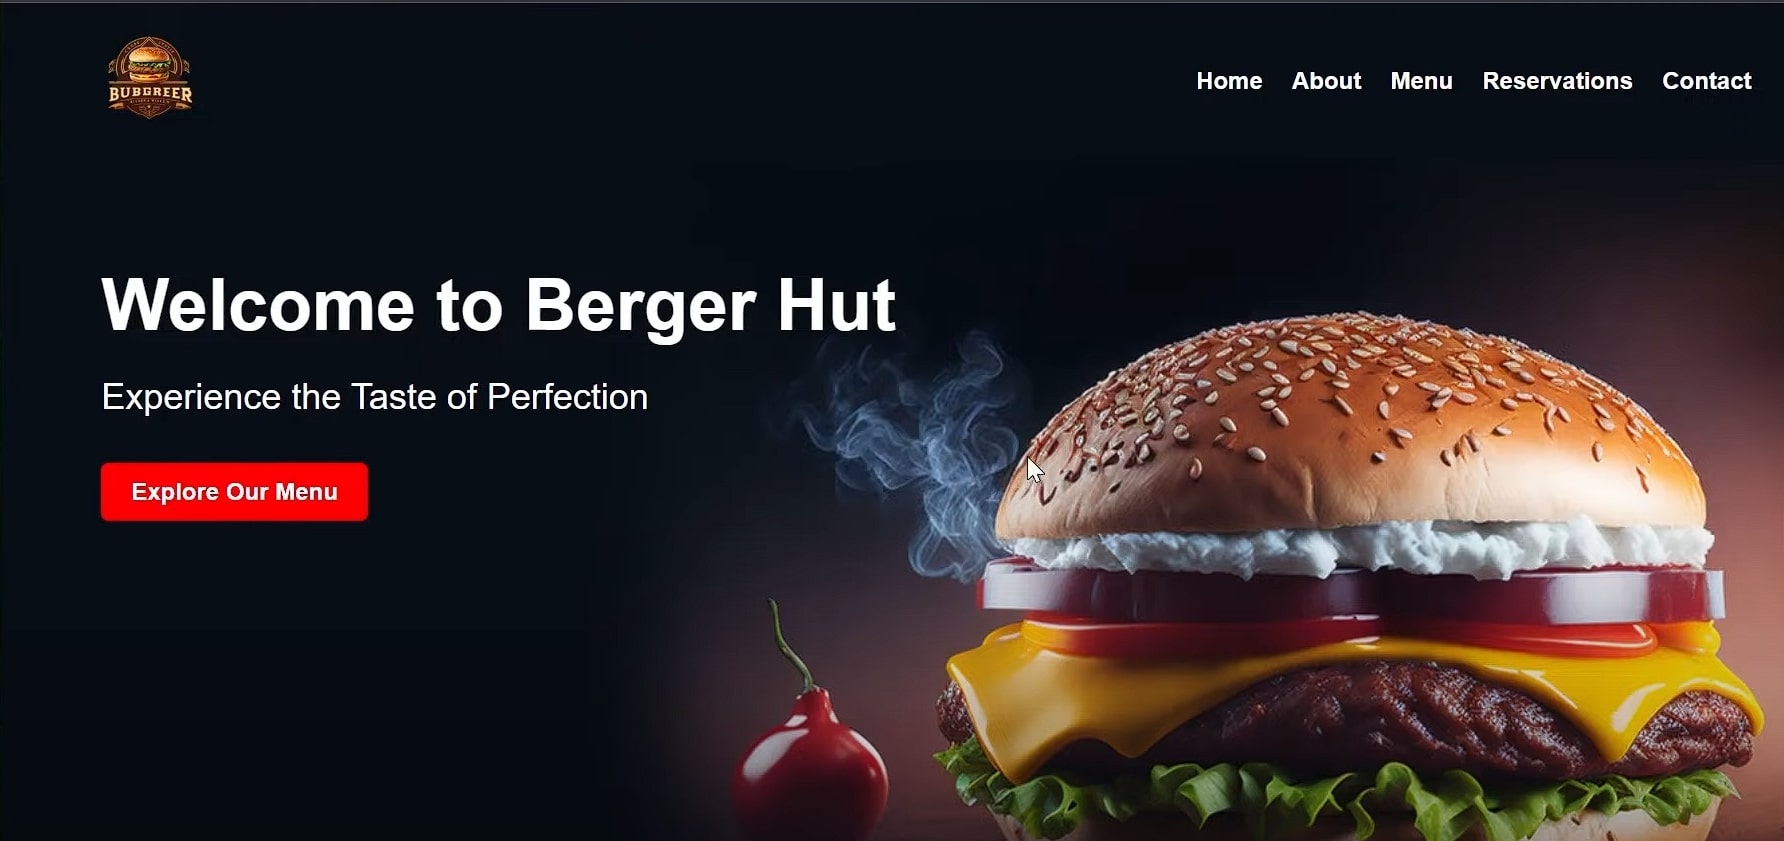 BUBGREER
Home About Menu Reservations Contact
Welcome to Berger Hut
Experience the Taste of Perfection
Explore Our Menu